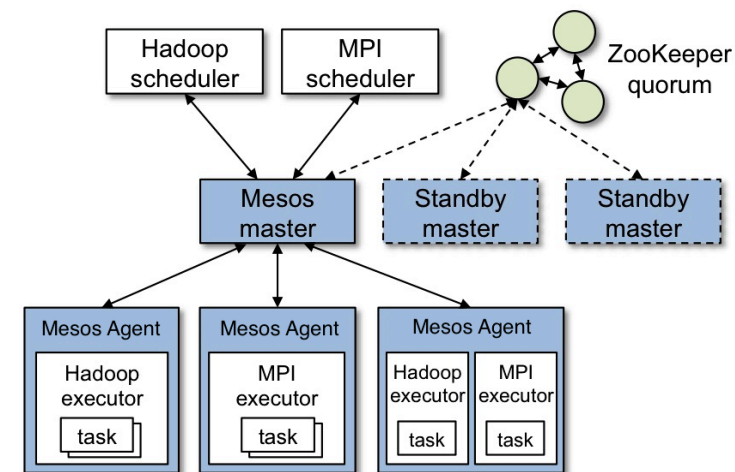 Hadoop
scheduler
MPI
scheduler
ZooKeeper
quorum
Mesos
master
Standby
master
Standby
master
Mesos Agent
Hadoop
executor
task
Mesos Agent
MPI
executor
task
Mesos Agent
Hadoop
executor
task
MPI
executor
task